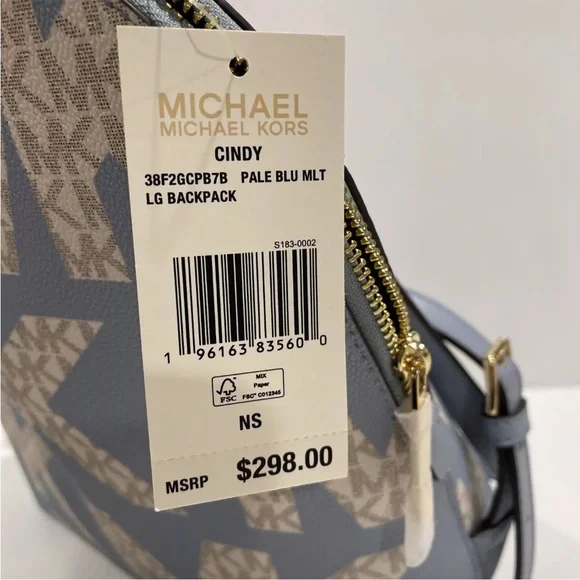 MICHAEL
MICHAEL KORS
CINDY
38F2GCPB7B PALE BLU MLT
LG BACKPACK
S183-0002
1 96163 83560 0
FSC
MIX
Paper
FSC® C012345
NS
MSRP $298.00